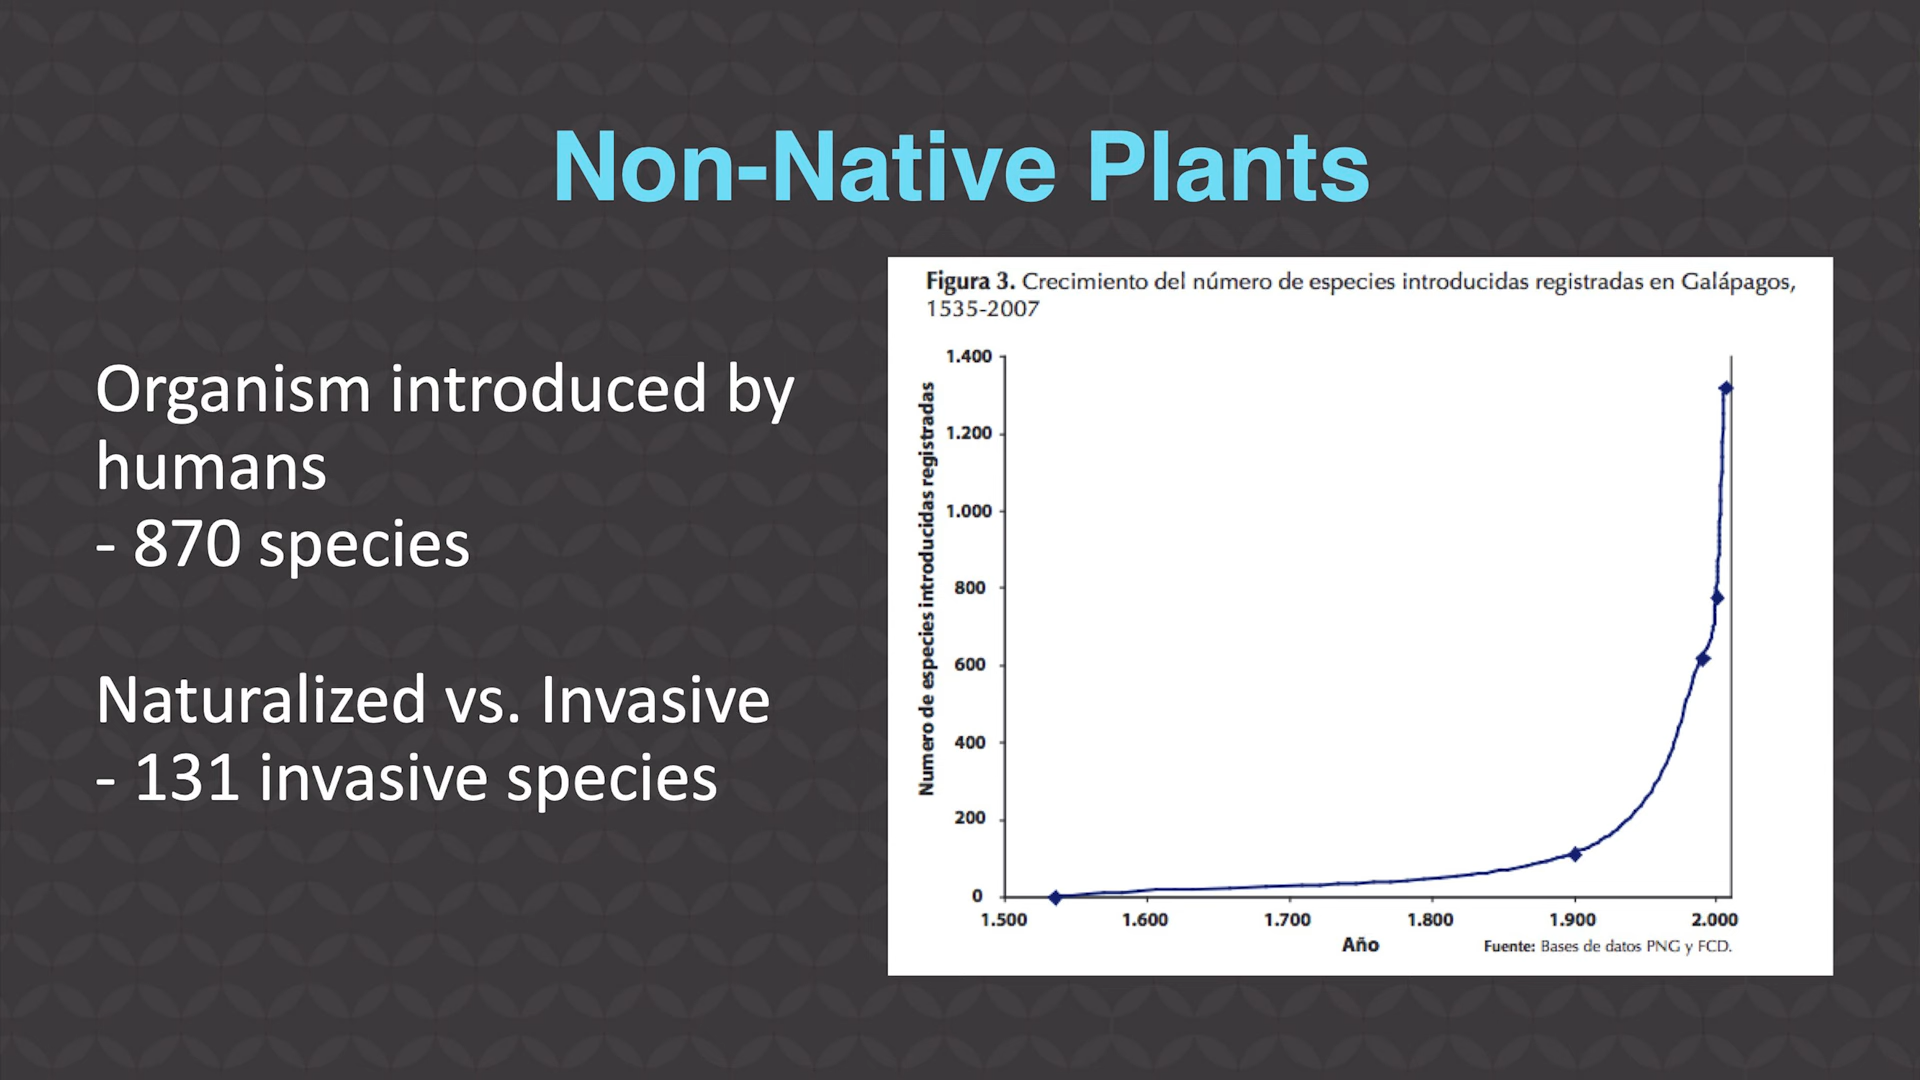 Non-Native Plants
Organism introduced by
humans
- 870 species
Naturalized vs. Invasive
- 131 invasive species
Figura 3. Crecimiento del número de especies introducidas registradas en Galápagos,
1535-2007
Numero de especies introducidas registradas
1.400
1.200
1.000
800
600
400
200
0
1.500 1.600 1.700 1.800 1.900 2.000
Año
Fuente: Bases de datos PNG y FCD.